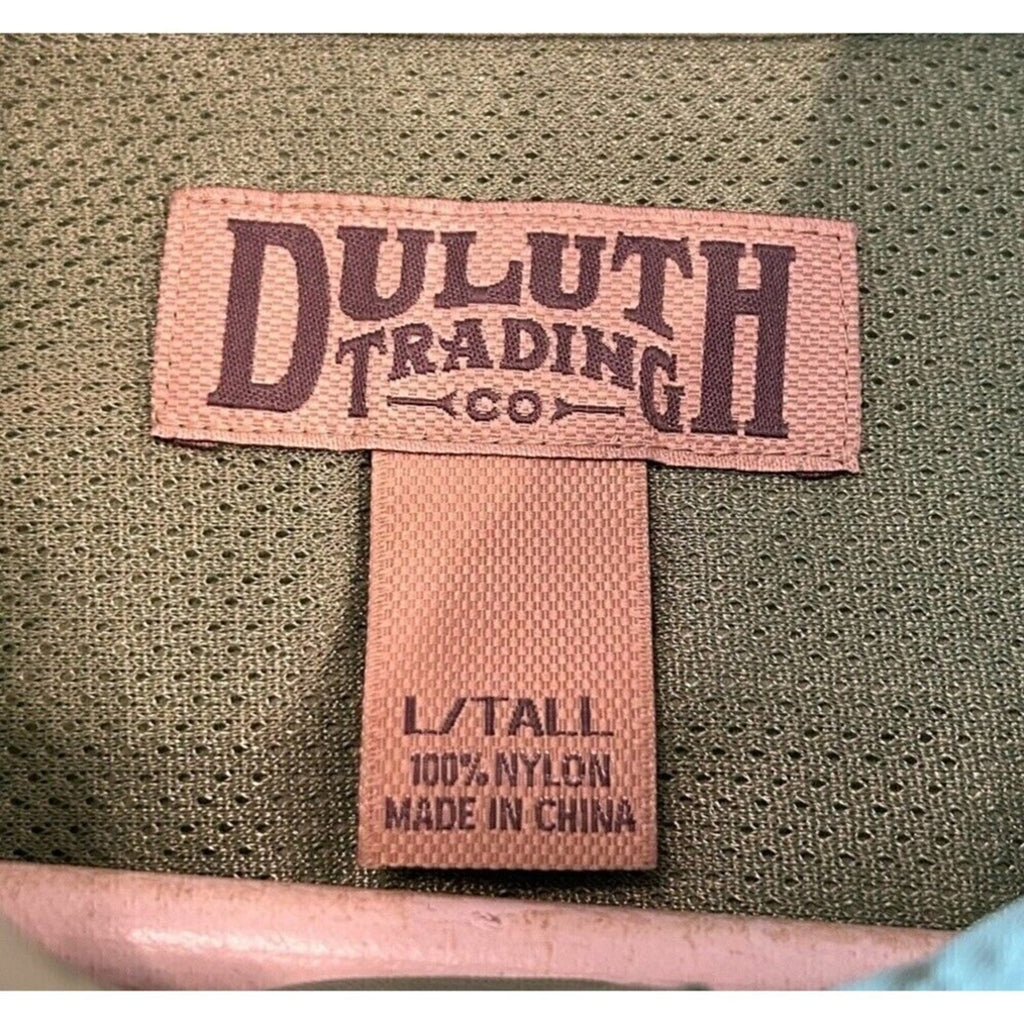 DULUTH
TRADING
CO
L/TALL
100% NYLON
MADE IN CHINA